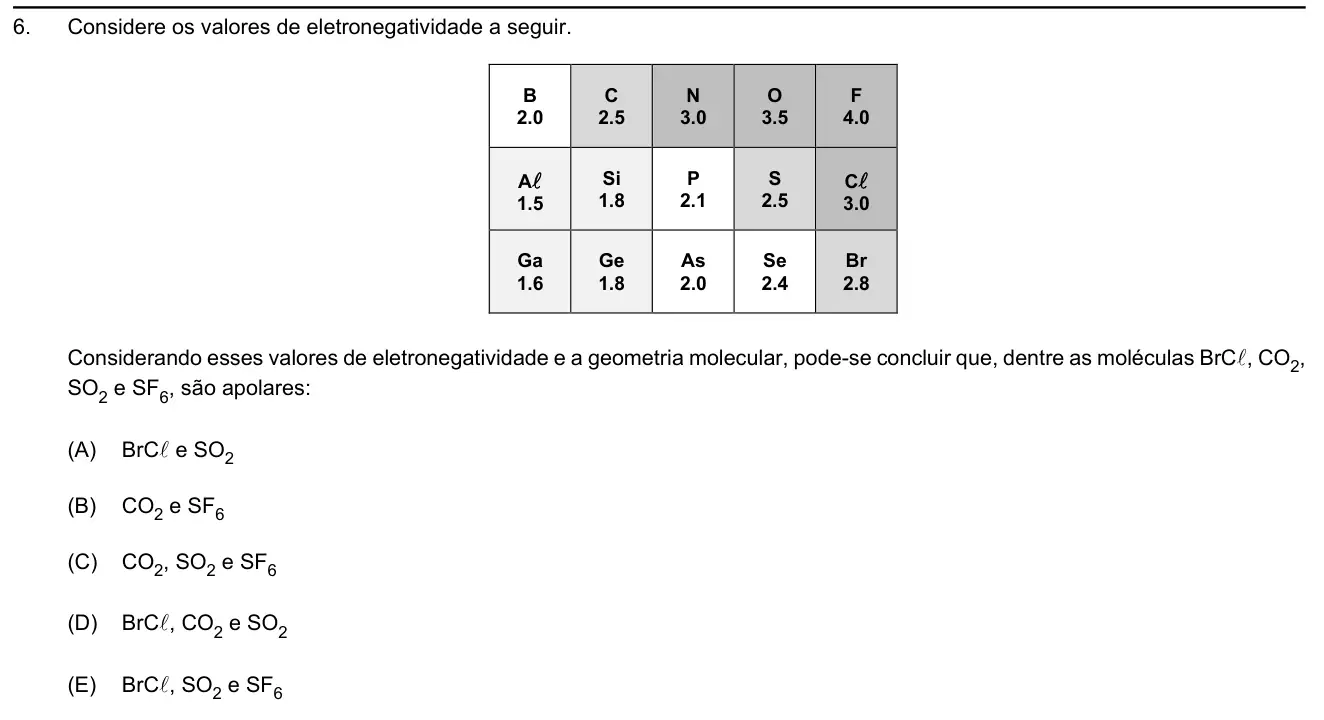 6. Considere os valores de eletronegatividade a seguir.
B C N O F
2.0 2.5 3.0 3.5 4.0
Aℓ Si P S Cℓ
1.5 1.8 2.1 2.5 3.0
Ga Ge As Se Br
1.6 1.8 2.0 2.4 2.8
Considerando esses valores de eletronegatividade e a geometria molecular, pode-se concluir que, dentre as moléculas BrCℓ, CO₂,
SO₂ e SF₆, são apolares:
(A) BrCℓ e SO₂
(B) CO₂ e SF₆
(C) CO₂, SO₂ e SF₆
(D) BrCℓ, CO₂ e SO₂
(E) BrCℓ, SO₂ e SF₆